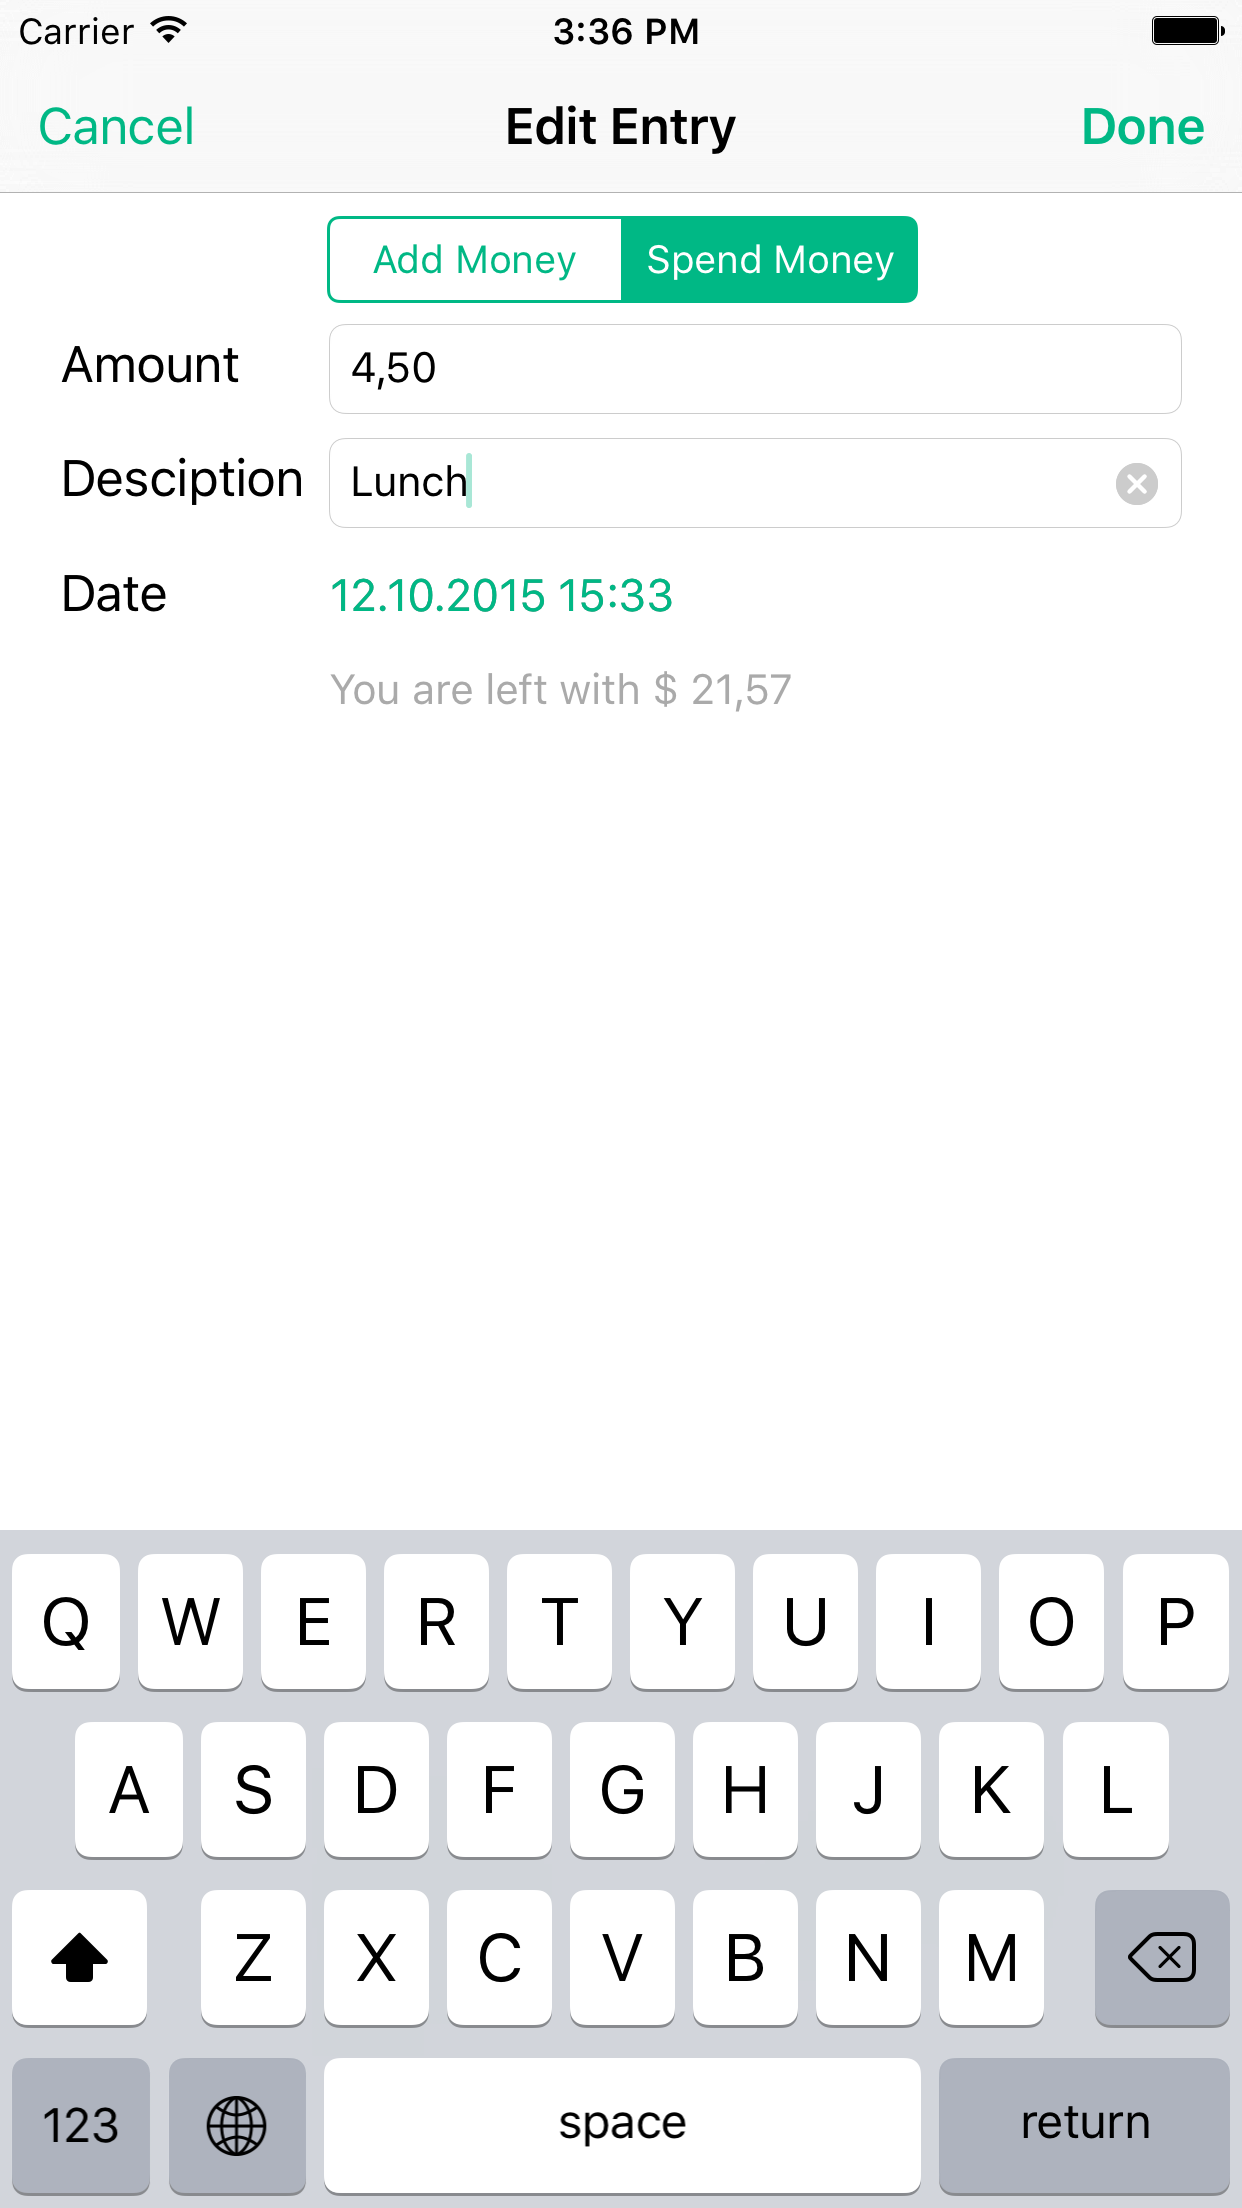 Carrier 3:36 PM
Cancel Edit Entry Done
Add Money Spend Money
Amount 4,50
Desciption Lunch
Date 12.10.2015 15:33
You are left with $ 21,57
Q W E R T Y U I O P
A S D F G H J K L
Z X C V B N M
123 space return